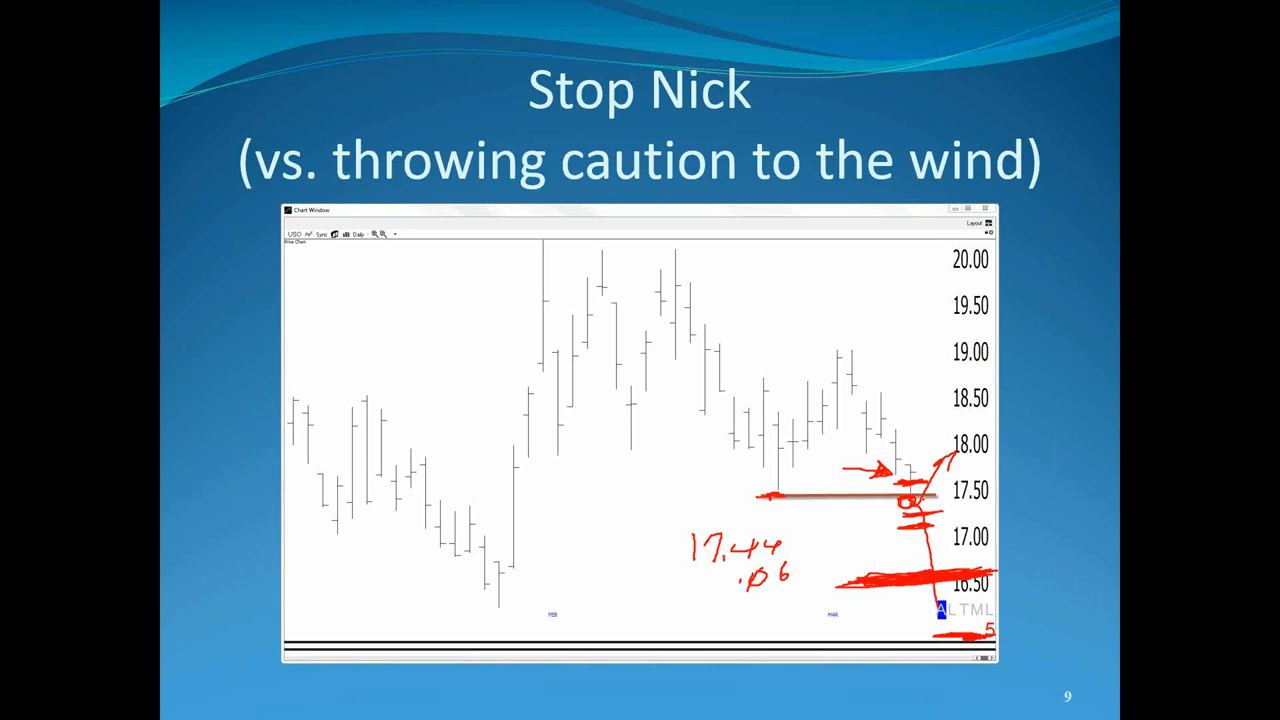 Stop Nick
(vs. throwing caution to the wind)
Chart Window
Layout
USO Sync Daily
Price Chart
20.00
19.50
19.00
18.50
18.00
17.50
17.00
16.50
17.44
.06
FEB
MAR
ALTML
5
9